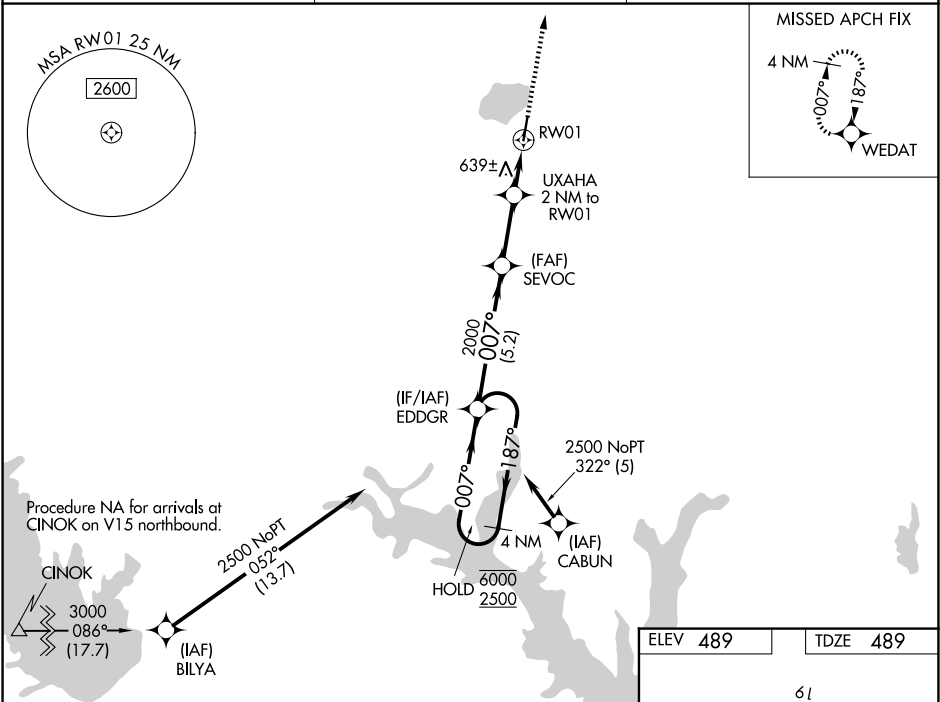 MSA RW01 25 NM
2600
MISSED APCH FIX
4 NM
007°
187°
WEDAT
RW01
639±
UXAHA
2 NM to
RW01
(FAF)
SEVOC
2000
007°
(5.2)
(IF/IAF)
EDDGR
187°
007°
2500 NoPT
322° (5)
4 NM
(IAF)
CABUN
HOLD
6000
2500
Procedure NA for arrivals at
CINOK on V15 northbound.
2500 NoPT
052°
(13.7)
CINOK
3000
086°
(17.7)
(IAF)
BILYA
ELEV 489
TDZE 489